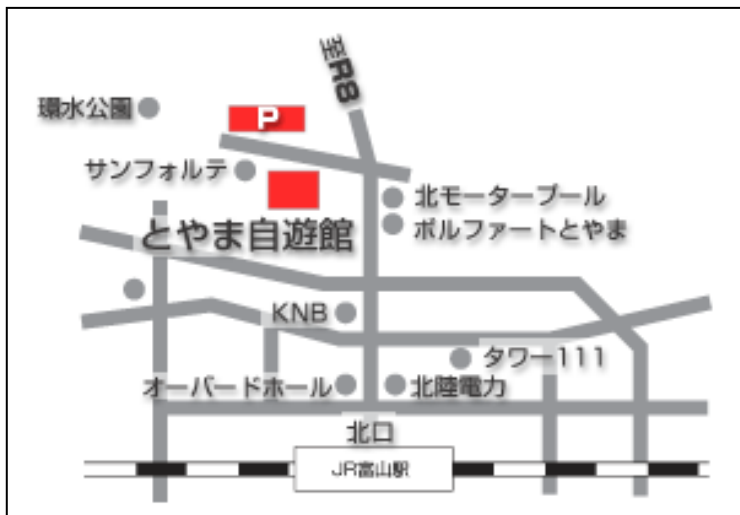 至R8
環水公園
P
サンフォルテ
北モータープール
とやま自遊館
ボルファートとやま
KNB
タワー111
オーバードホール
北陸電力
北口
JR富山駅